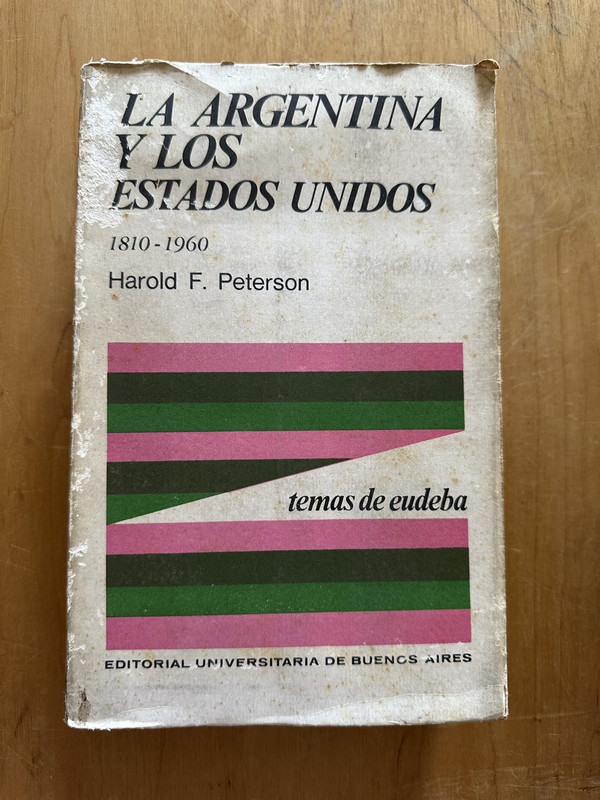 LA ARGENTINA
Y LOS
ESTADOS UNIDOS
1810 - 1960
Harold F. Peterson
temas de eudeba
EDITORIAL UNIVERSITARIA DE BUENOS AIRES